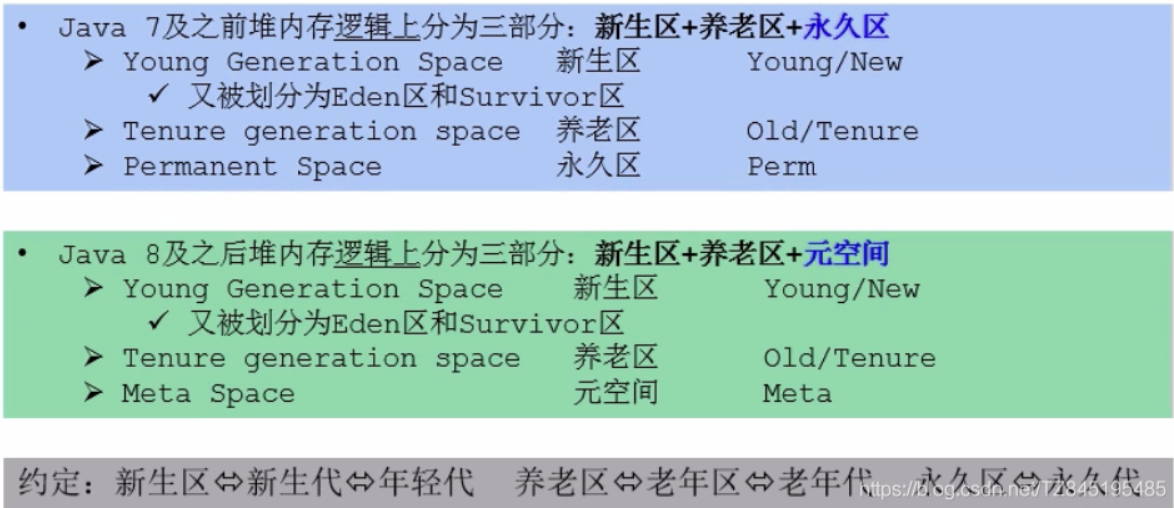 • Java 7及之前堆内存逻辑上分为三部分：新生区+养老区+永久区
➤ Young Generation Space 新生区 Young/New
✓ 又被划分为Eden区和Survivor区
➤ Tenure generation space 养老区 Old/Tenure
➤ Permanent Space 永久区 Perm
• Java 8及之后堆内存逻辑上分为三部分：新生区+养老区+元空间
➤ Young Generation Space 新生区 Young/New
✓ 又被划分为Eden区和Survivor区
➤ Tenure generation space 养老区 Old/Tenure
➤ Meta Space 元空间 Meta
约定：新生区⇔新生代⇔年轻代 养老区⇔老年区⇔老年代 永久区⇔永久代
https://blog.csdn.net/TZ845195485